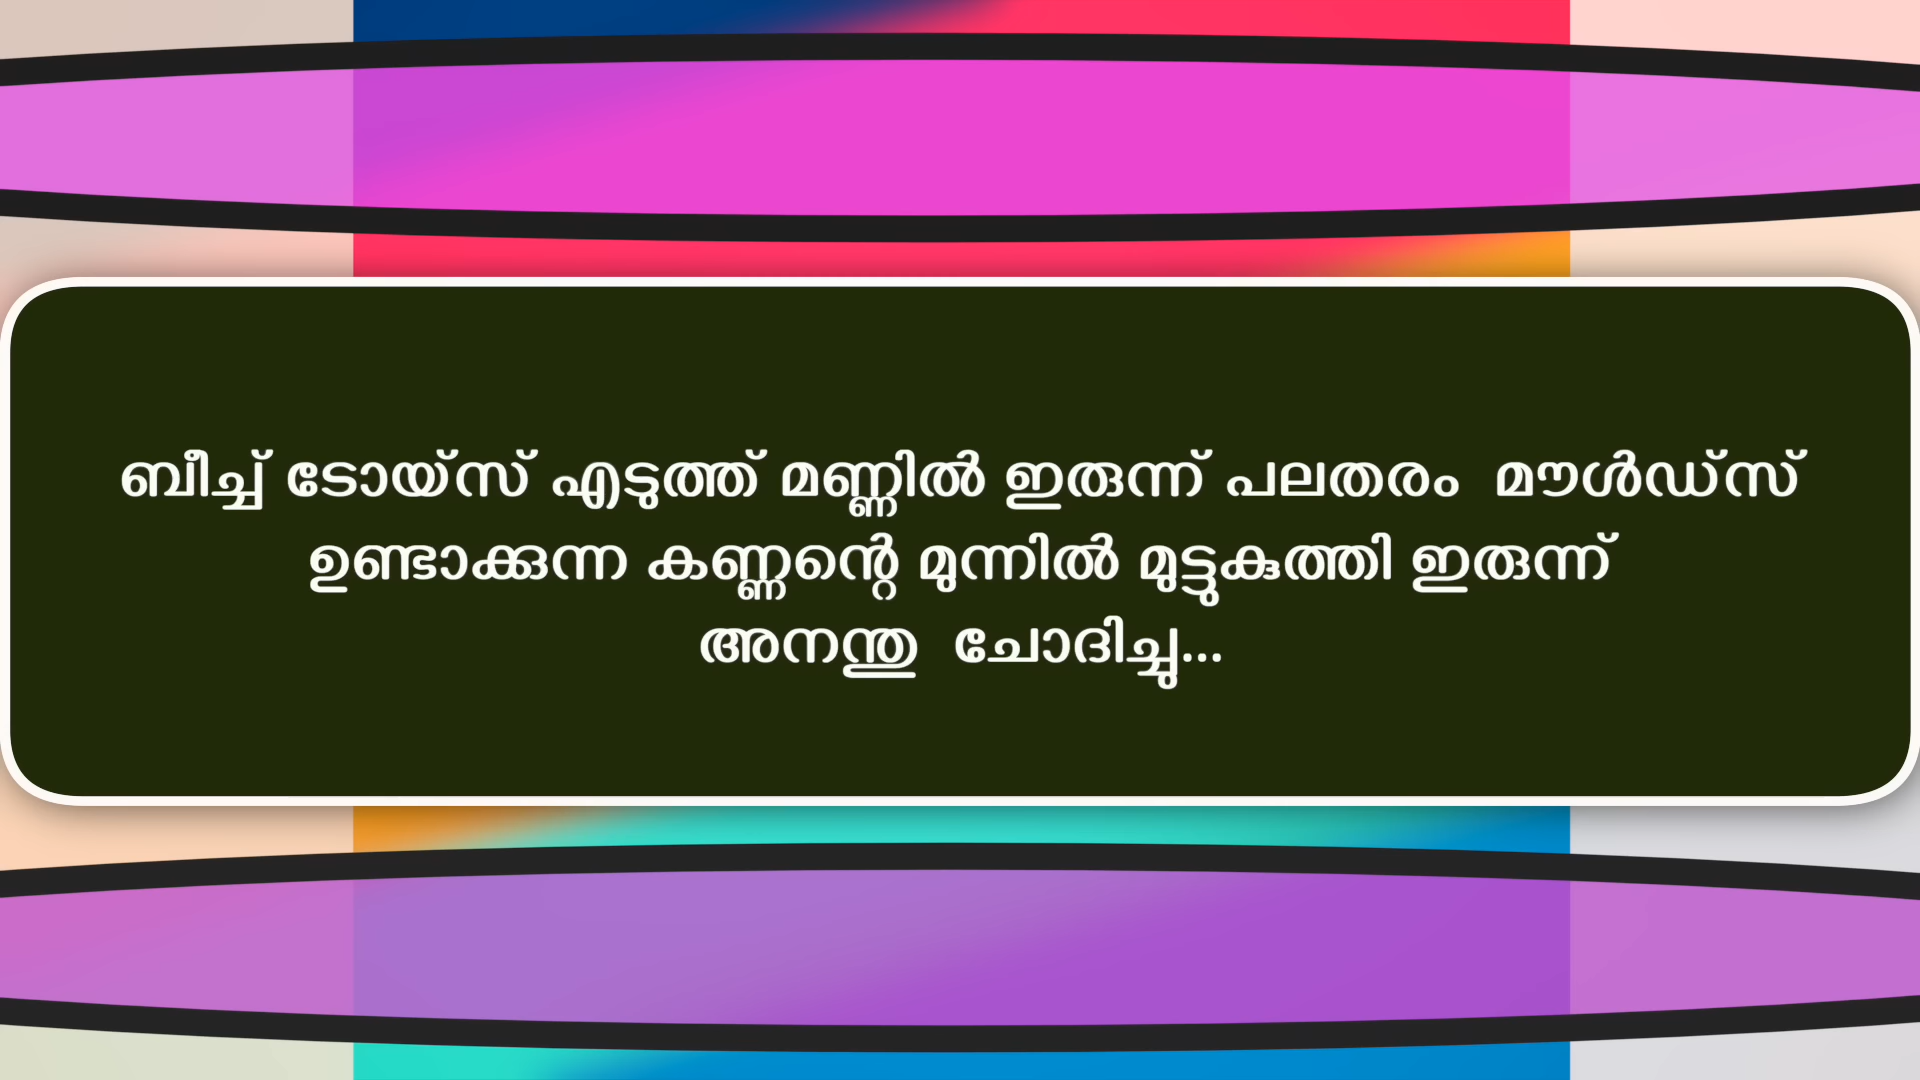 ബീച്ച് ടോയ്സ് എടുത്ത് മണ്ണിൽ ഇരുന്ന് പലതരം മൗൾഡ്സ്
ഉണ്ടാക്കുന്ന കണ്ണന്റെ മുന്നിൽ മുട്ടുകുത്തി ഇരുന്ന്
അനന്തു ചോദിച്ചു...